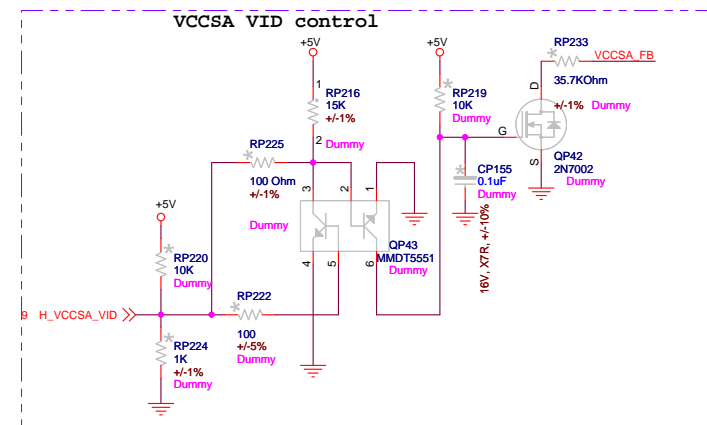 VCCSA VID control
+5V
1
RP216
15K
+/-1%
2
Dummy
+5V
RP219
10K
Dummy
RP233
VCCSA_FB
35.7KOhm
+/-1%
Dummy
D
G
S
QP42
2N7002
Dummy
CP155
0.1uF
Dummy
16V, X7R, +/-10%
RP225
100 Ohm
+/-1%
Dummy
3
2
1
4
5
6
QP43
MMDT5551
Dummy
+5V
RP220
10K
Dummy
RP222
100
+/-5%
Dummy
9 H_VCCSA_VID
RP224
1K
+/-1%
Dummy